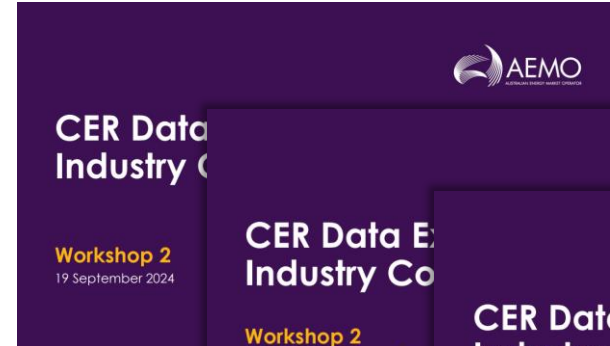 AEMO
AUSTRALIAN ENERGY MARKET OPERATOR
CER Data
Industry
Workshop 2
19 September 2024
CER Data
Industry Co
Workshop 2
CER Data